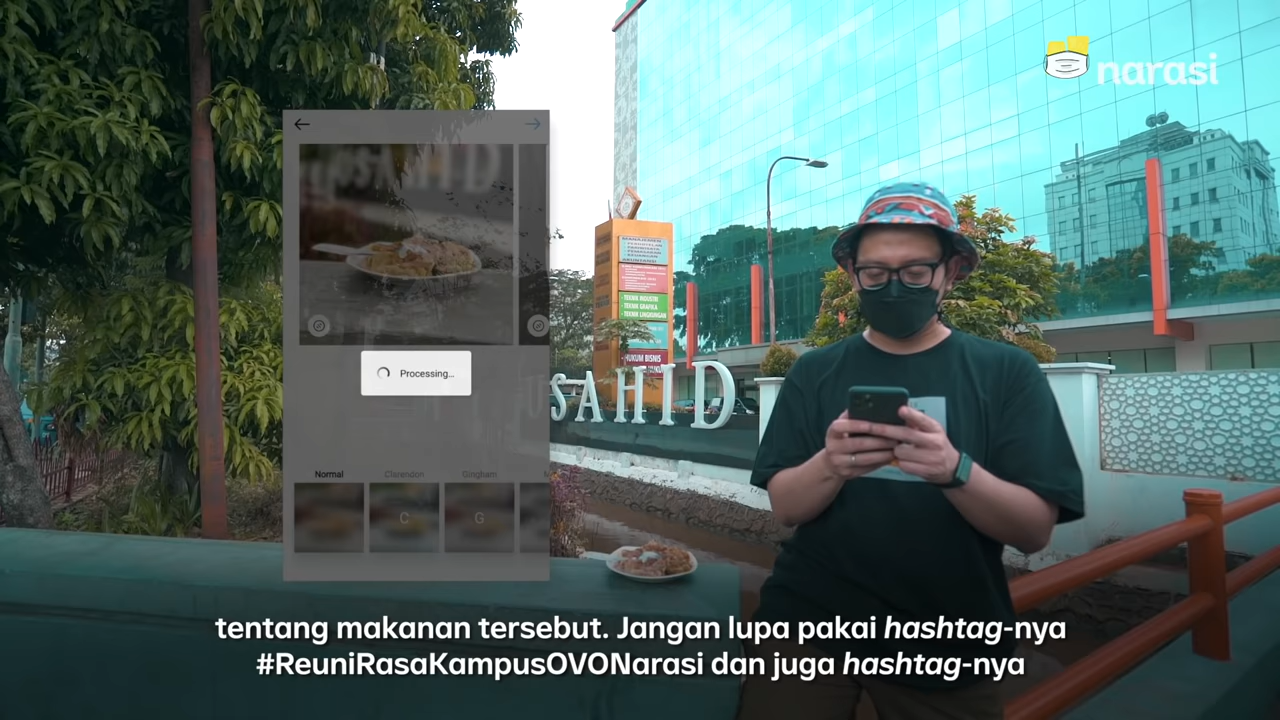 narasi
Processing...
Normal
Clarendon
Gingham
C
G
MANAJEMEN
TEKNIK INDUSTRI
TEKNIK GRAFIKA
TEKNIK LINGKUNGAN
HUKUM BISNIS
SAHID
tentang makanan tersebut. Jangan lupa pakai hashtag-nya
#ReuniRasaKampusOVONarasi dan juga hashtag-nya